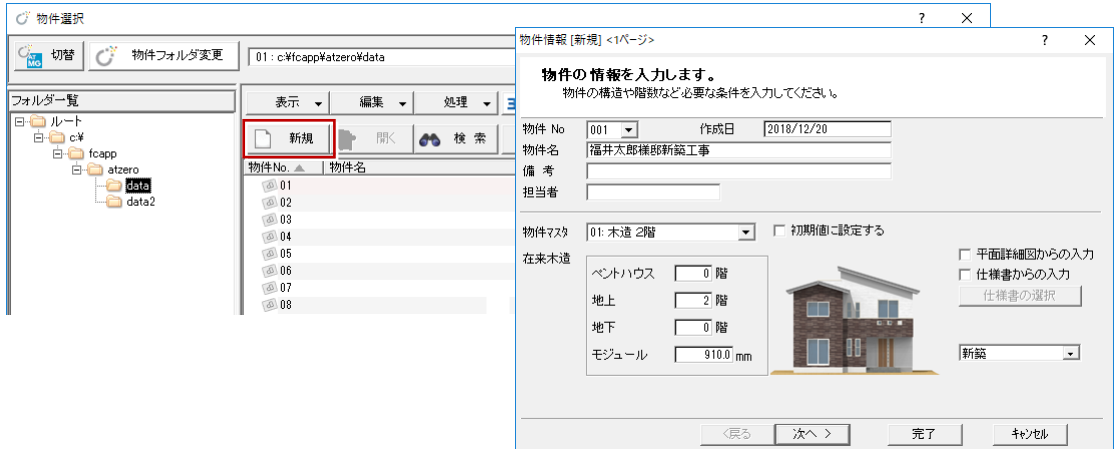 物件選択
切替
物件フォルダ変更
01 : c:¥fcapp¥atzero¥data
フォルダ一覧
ルート
c:¥
fcapp
atzero
data
data2
表示
編集
処理
新規
開く
検 索
物件No.
物件名
01
02
03
04
05
06
07
08
物件情報 [新規] <1ページ>
物件の情報を入力します。
物件の構造や階数など必要な条件を入力してください。
物件 No
001
作成日
2018/12/20
物件名
福井太郎様邸新築工事
備 考
担当者
物件マスタ
01: 木造 2階
初期値に設定する
在来木造
ペントハウス
0 階
地上
2 階
地下
0 階
モジュール
910.0 mm
平面詳細図からの入力
仕様書からの入力
仕様書の選択
新築
<戻る
次へ >
完了
キャンセル